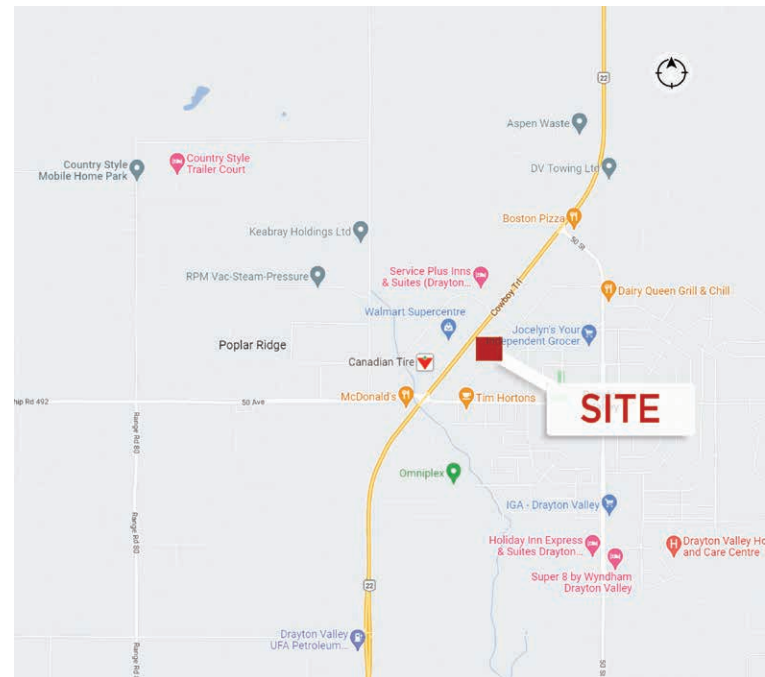 22
Aspen Waste
Country Style
Mobile Home Park
Country Style
Trailer Court
DV Towing Ltd
Boston Pizza
50 St
Keabray Holdings Ltd
RPM Vac-Steam-Pressure
Service Plus Inns
& Suites (Drayton...
Cowboy Trl
Dairy Queen Grill & Chill
Walmart Supercentre
Jocelyn's Your
ependent Grocer
Poplar Ridge
Canadian Tire
McDonald's
Tim Hortons
SITE
hip Rd 492
50 Ave
Range Rd 80
Omniplex
IGA - Drayton Valley
Range Rd 80
Holiday Inn Express
& Suites Drayton...
H
Drayton Valley Ho
and Care Centre
Super 8 by Wyndham
Drayton Valley
22
Drayton Valley
UFA Petroleum...
Range Rd 8
50 St